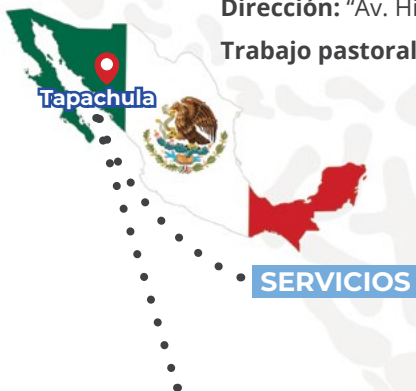 Dirección: “Av. Hi
Trabajo pastoral
Tapachula
SERVICIOS